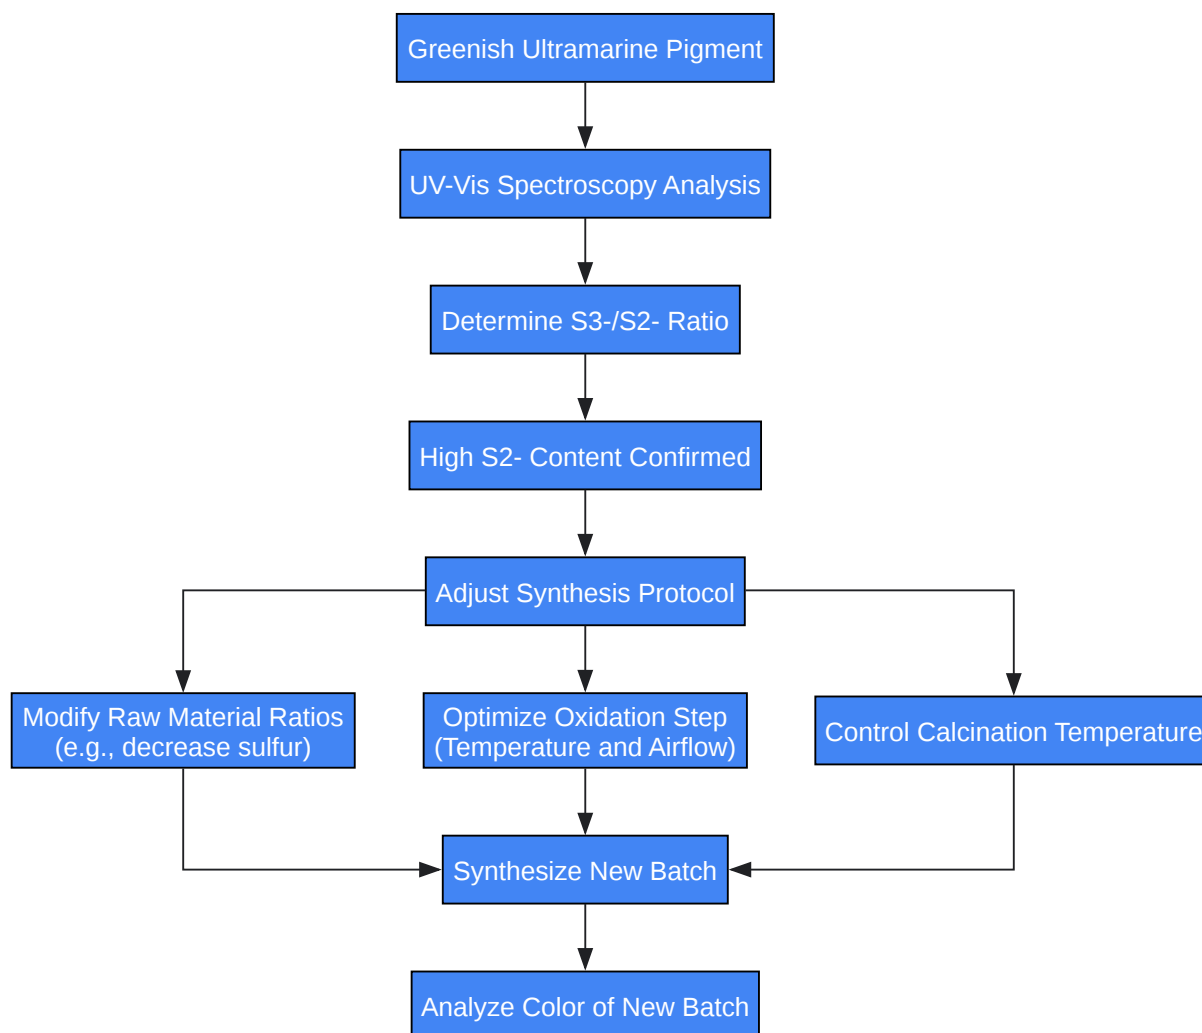 Greenish Ultramarine Pigment
UV-Vis Spectroscopy Analysis
Determine S3-/S2- Ratio
High S2- Content Confirmed
Adjust Synthesis Protocol
Modify Raw Material Ratios
(e.g., decrease sulfur)
Optimize Oxidation Step
(Temperature and Airflow)
Control Calcination Temperature
Synthesize New Batch
Analyze Color of New Batch